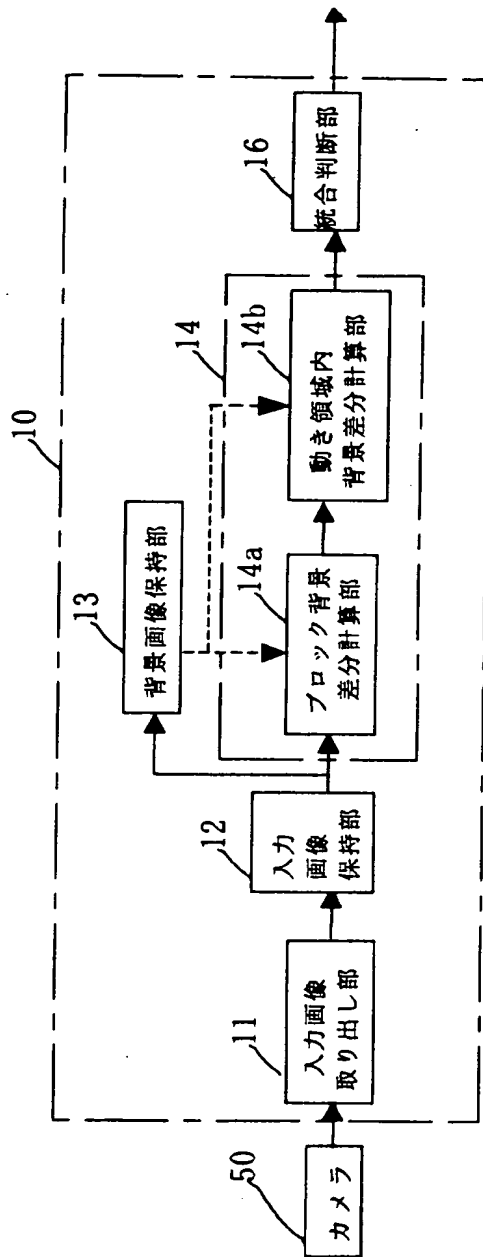 10
50
カメラ
11
入力画像
取り出し部
12
入力
画像
保持部
13
背景画像保持部
14
14a
ブロック背景
差分計算部
14b
動き領域内
背景差分計算部
16
統合判断部